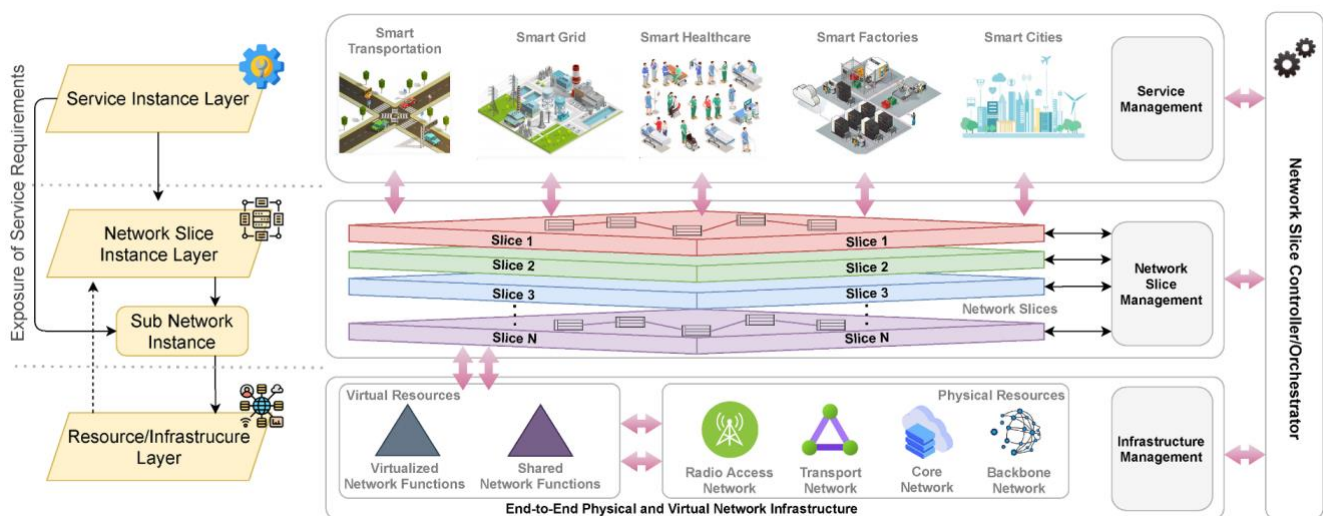 Exposure of Service Requirements
Service Instance Layer
Network Slice
Instance Layer
Sub Network
Instance
Resource/Infrastrucure
Layer
Smart
Transportation
Smart Grid
Smart Healthcare
Smart Factories
Smart Cities
Service
Management
Slice 1
Slice 1
Slice 2
Slice 2
Slice 3
Slice 3
Network Slices
Slice N
Slice N
Network
Slice
Management
Virtual Resources
Virtualized
Network Functions
Shared
Network Functions
Physical Resources
Radio Access
Network
Transport
Network
Core
Network
Backbone
Network
Infrastructure
Management
End-to-End Physical and Virtual Network Infrastructure
Network Slice Controller/Orchestrator